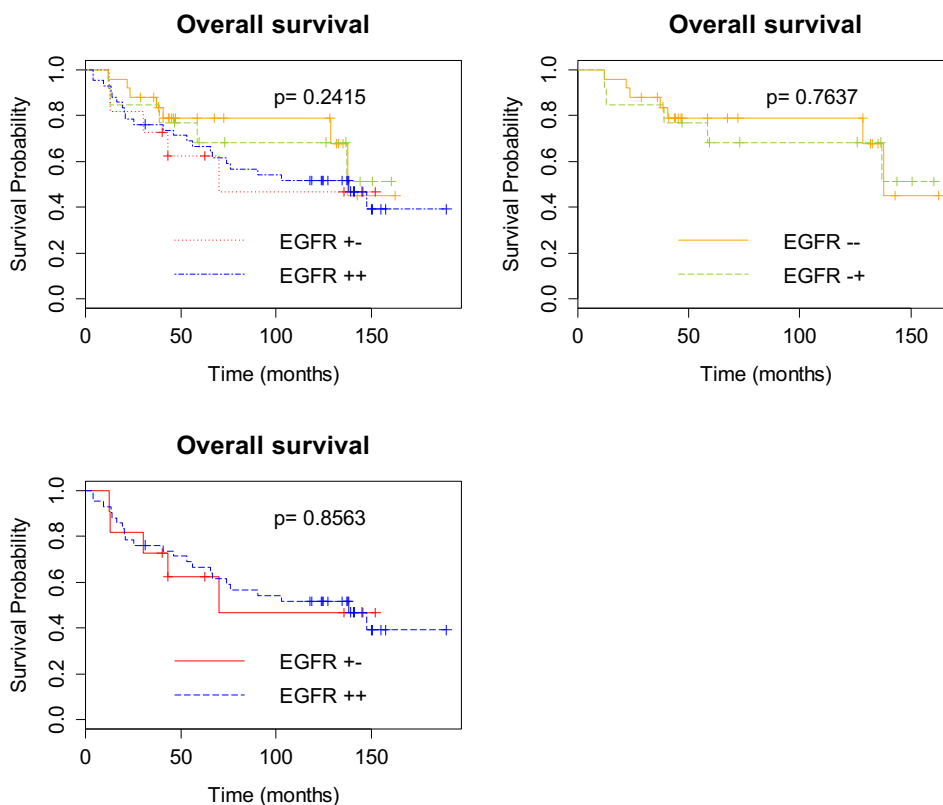 Overall survival
p= 0.2415
Survival Probability
1.0
0.8
0.6
0.4
0.2
0.0
EGFR +-
EGFR ++
0 50 100 150
Time (months)
Overall survival
p= 0.7637
Survival Probability
1.0
0.8
0.6
0.4
0.2
0.0
EGFR --
EGFR -+
0 50 100 150
Time (months)
Overall survival
p= 0.8563
Survival Probability
1.0
0.8
0.6
0.4
0.2
0.0
EGFR +-
EGFR ++
0 50 100 150
Time (months)